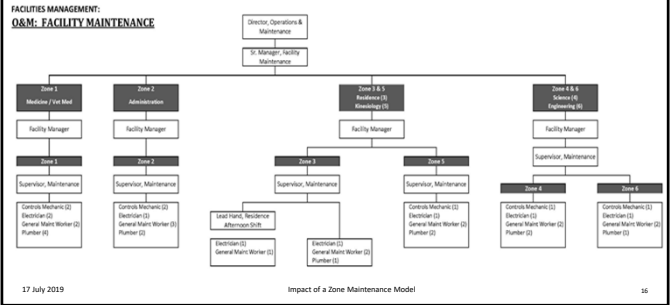 FACILITIES MANAGEMENT:
O&M: FACILITY MAINTENANCE
Director, Operations &
Maintenance
Sr. Manager, Facility
Maintenance
Zone 1
Medicine / Vet Med
Facility Manager
Zone 1
Supervisor, Maintenance
Controls Mechanic (2)
Electrician (2)
General Maint Worker (2)
Plumber (4)
Zone 2
Administration
Facility Manager
Zone 2
Supervisor, Maintenance
Controls Mechanic (2)
Electrician (1)
General Maint Worker (3)
Plumber (2)
Zone 3 & 5
Residence (3)
Kinesiology (5)
Facility Manager
Zone 3
Supervisor, Maintenance
Lead Hand, Residence
Afternoon Shift
Electrician (1)
General Maint Worker (1)
Electrician (1)
General Maint Worker (2)
Plumber (1)
Zone 5
Supervisor, Maintenance
Controls Mechanic (1)
Electrician (1)
General Maint Worker (2)
Plumber (2)
Zone 4 & 6
Science (4)
Engineering (6)
Facility Manager
Supervisor, Maintenance
Zone 4
Controls Mechanic (1)
Electrician (1)
General Maint Worker (2)
Plumber (2)
Zone 6
Controls Mechanic (1)
Electrician (1)
General Maint Worker (2)
Plumber (1)
17 July 2019
Impact of a Zone Maintenance Model
16